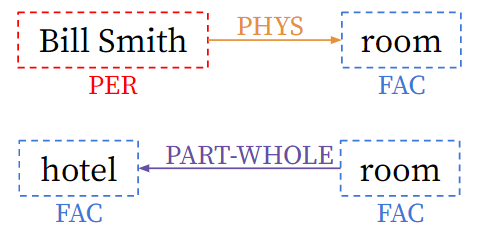 PHYS
Bill Smith room
PER FAC
PART-WHOLE
hotel room
FAC FAC